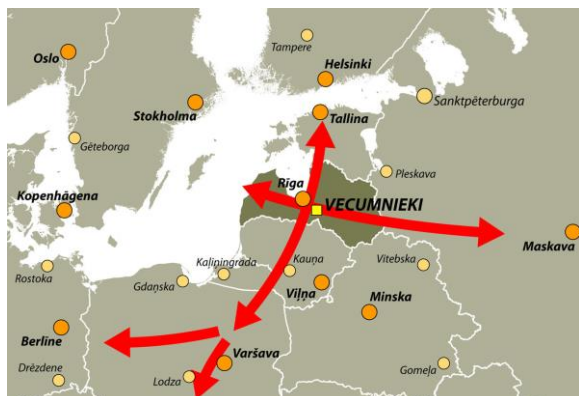 Oslo
Tampere
Helsinki
Stokholma
Sanktpēterburga
Tallina
Gēteborga
Pleskava
Rīga
Kopenhāgena
VECUMNIEKI
Maskava
Rostoka
Kaļiņingrāda
Kauņa
Vitebska
Gdaņska
Viļņa
Minska
Berlīne
Varšava
Drēzdene
Lodza
Gomeļa